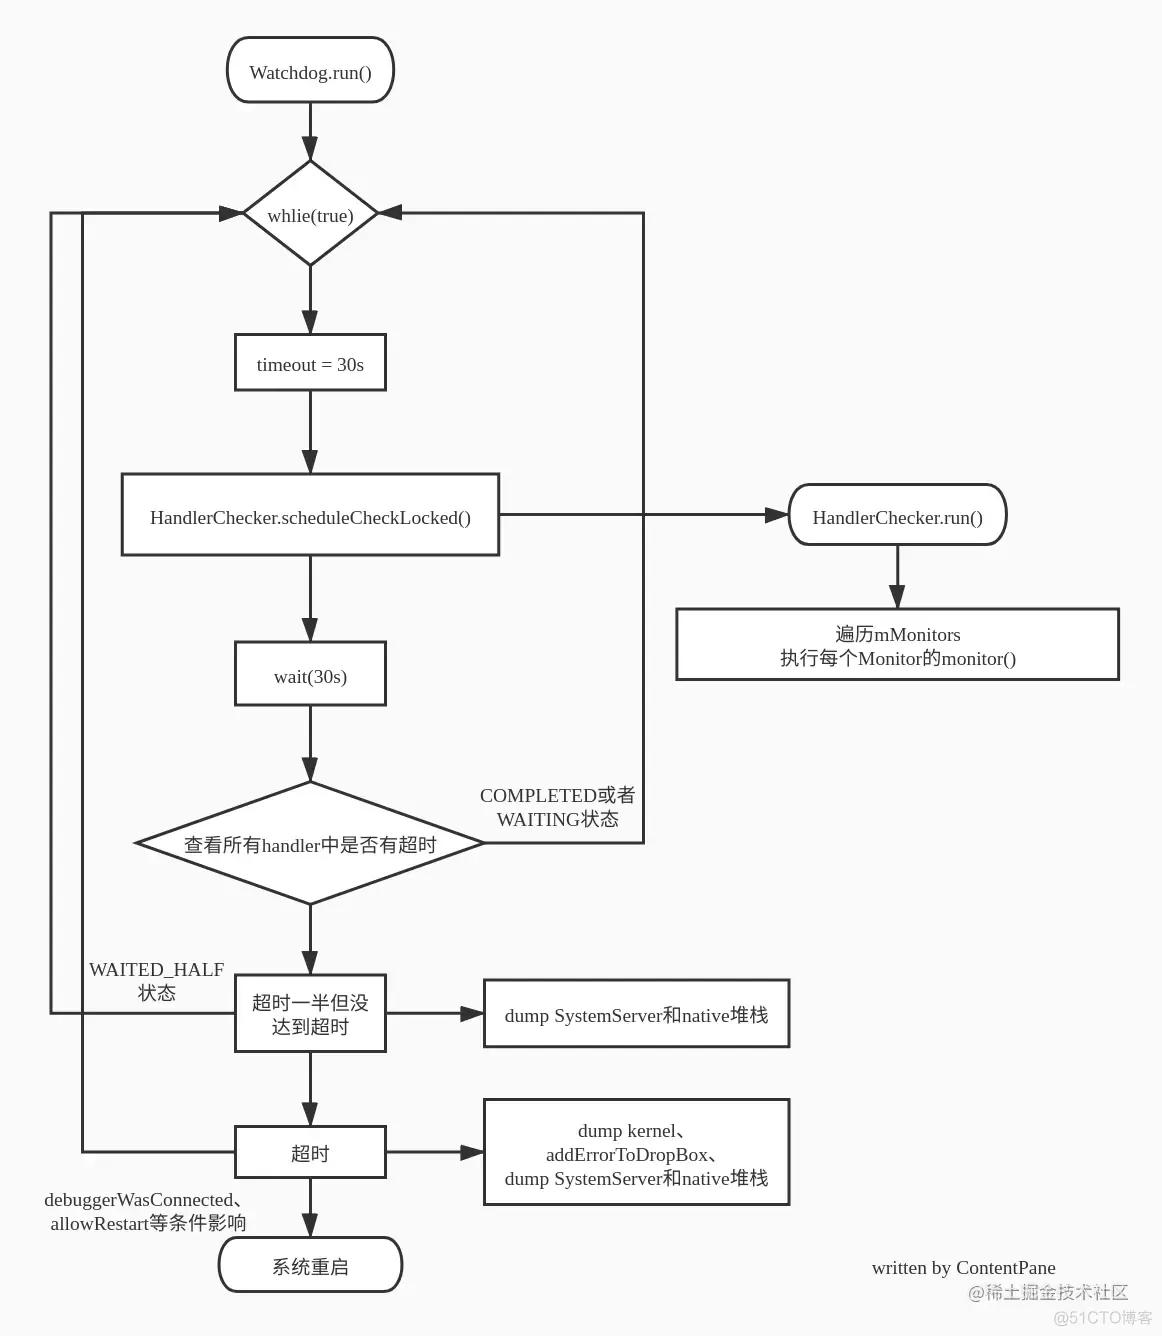 Watchdog.run()
whlie(true)
timeout = 30s
HandlerChecker.scheduleCheckLocked()
HandlerChecker.run()
遍历mMonitors
执行每个Monitor的monitor()
wait(30s)
COMPLETED或者
WAITING状态
查看所有handler中是否有超时
WAITED_HALF
状态
超时一半但没
达到超时
dump SystemServer和native堆栈
超时
dump kernel、
addErrorToDropBox、
dump SystemServer和native堆栈
debuggerWasConnected、
allowRestart等条件影响
系统重启
written by ContentPane
@稀土掘金技术社区
@51CTO博客